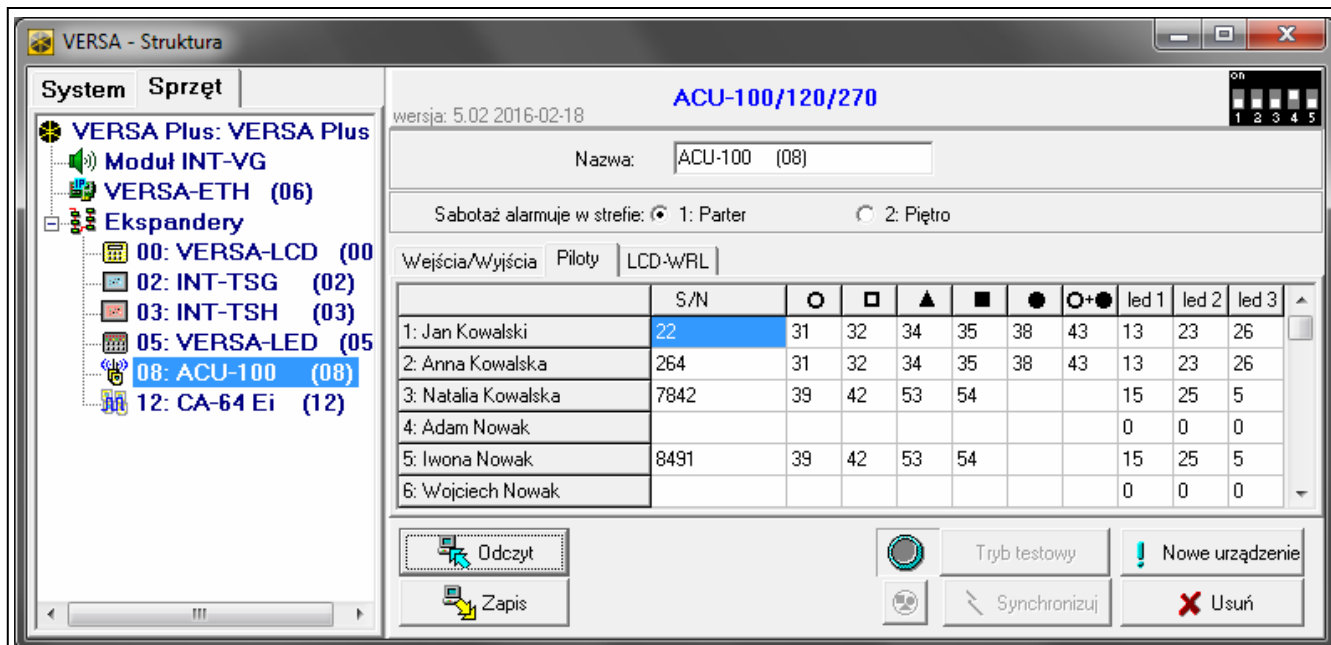 VERSA - Struktura
System Sprzęt
VERSA Plus: VERSA Plus
Moduł INT-VG
VERSA-ETH (06)
Ekspandery
00: VERSA-LCD (00
02: INT-TSG (02)
03: INT-TSH (03)
05: VERSA-LED (05
08: ACU-100 (08)
12: CA-64 Ei (12)
wersja: 5.02 2016-02-18
ACU-100/120/270
on
1 2 3 4 5
Nazwa: ACU-100 (08)
Sabotaż alarmuje w strefie: 1: Parter 2: Piętro
Wejścia/Wyjścia Piloty LCD-WRL
S/N led 1 led 2 led 3
1: Jan Kowalski 22 31 32 34 35 38 43 13 23 26
2: Anna Kowalska 264 31 32 34 35 38 43 13 23 26
3: Natalia Kowalska 7842 39 42 53 54 15 25 5
4: Adam Nowak 0 0 0
5: Iwona Nowak 8491 39 42 53 54 15 25 5
6: Wojciech Nowak 0 0 0
Odczyt Tryb testowy Nowe urządzenie
Zapis Synchronizuj Usuń